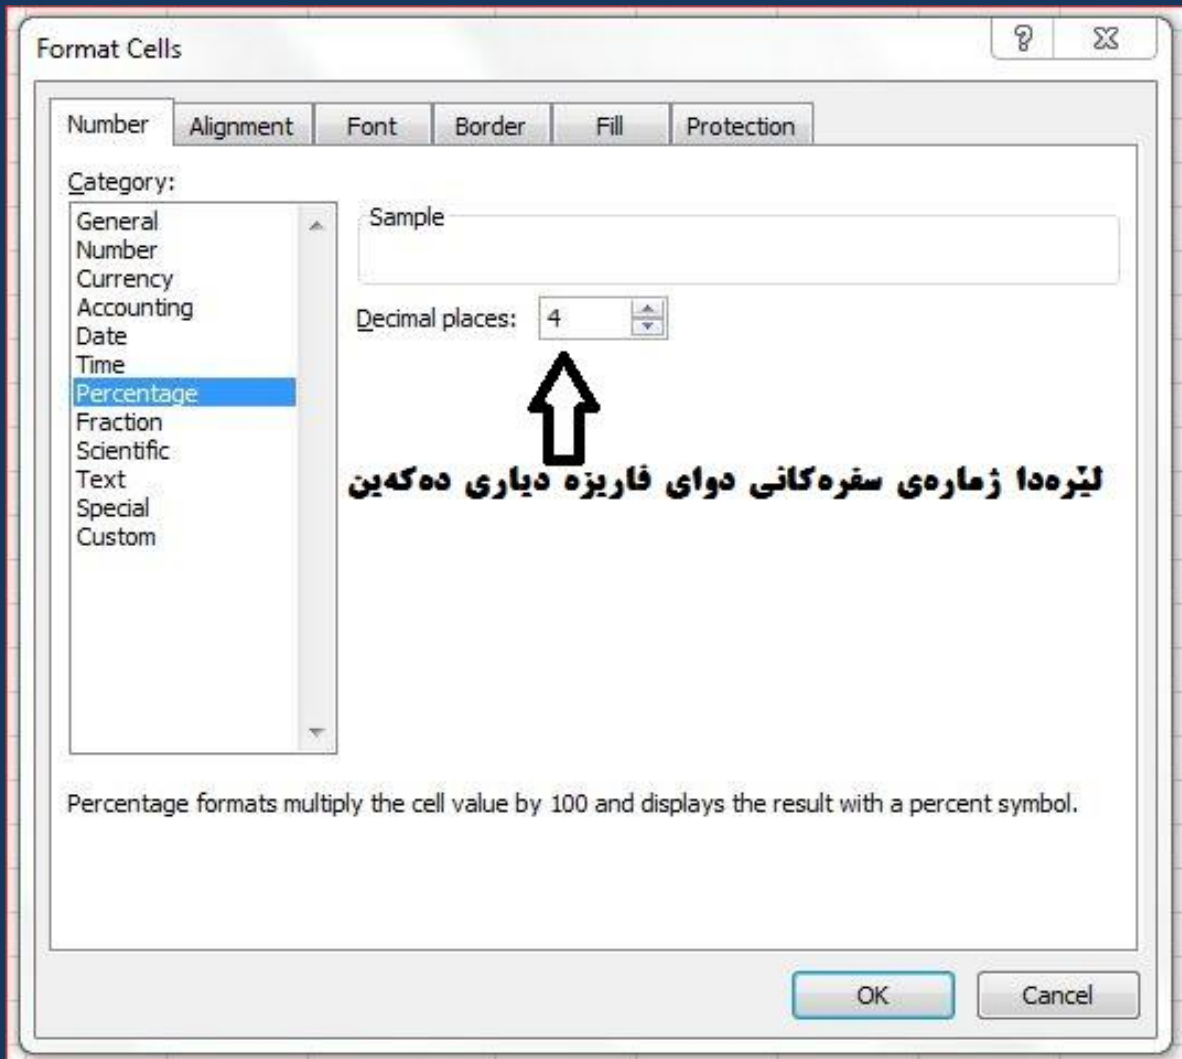 Format Cells
Number Alignment Font Border Fill Protection
Category:
General
Number
Currency
Accounting
Date
Time
Percentage
Fraction
Scientific
Text
Special
Custom
Sample
Decimal places: 4
لێرەدا ژمارەی سفرەکانی دوای فاریزە دیاری دەکەین
Percentage formats multiply the cell value by 100 and displays the result with a percent symbol.
OK Cancel